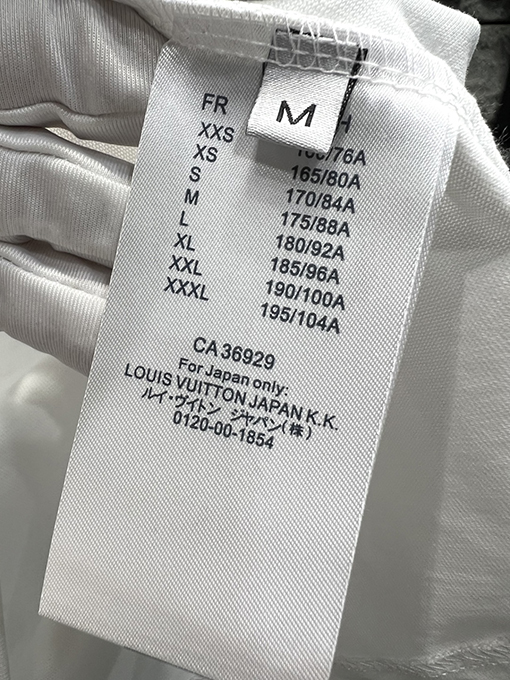 M
FR
XXS 160/76A
XS 165/80A
S 170/84A
M 175/88A
L 180/92A
XL 185/96A
XXL 190/100A
XXXL 195/104A
CA 36929
For Japan only:
LOUIS VUITTON JAPAN K.K.
ルイ・ヴィトン ジャパン(株)
0120-00-1854